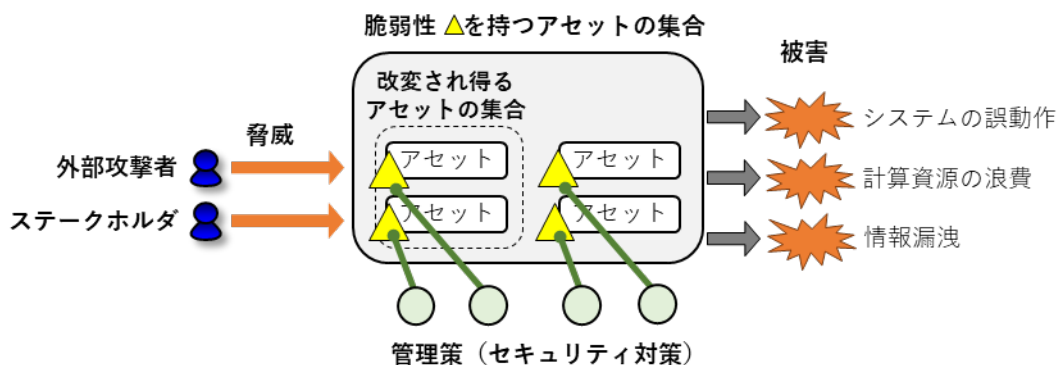 脆弱性 を持つアセットの集合
被害
改変され得る
アセットの集合
脅威
外部攻撃者
ステークホルダ
アセット
アセット
アセット
アセット
システムの誤動作
計算資源の浪費
情報漏洩
管理策（セキュリティ対策）